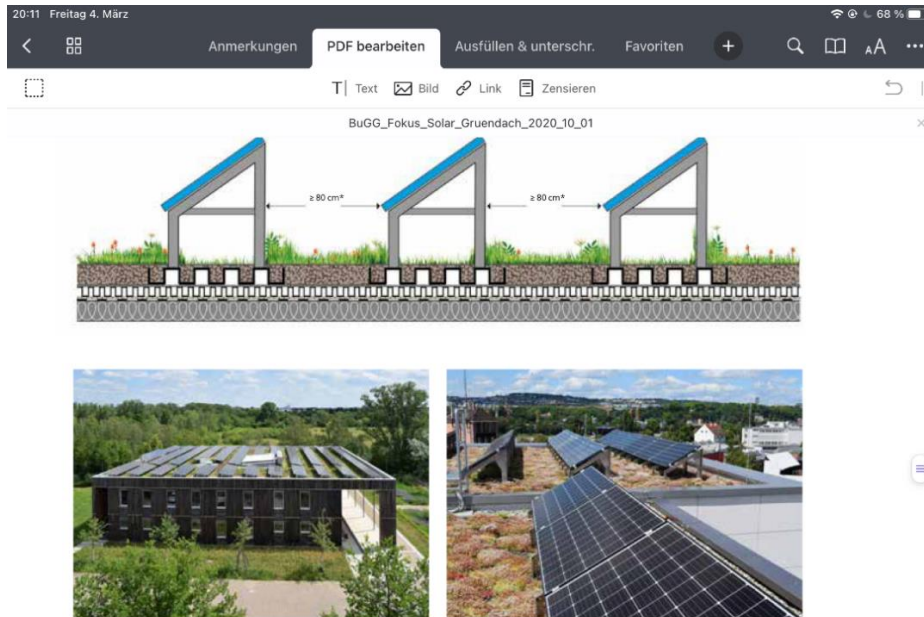 20:11 Freitag 4. März 68 %
Anmerkungen PDF bearbeiten Ausfüllen & unterschr. Favoriten AA
T Text Bild Link Zensieren
BuGG_Fokus_Solar_Gruendach_2020_10_01
≥ 80 cm* ≥ 80 cm*